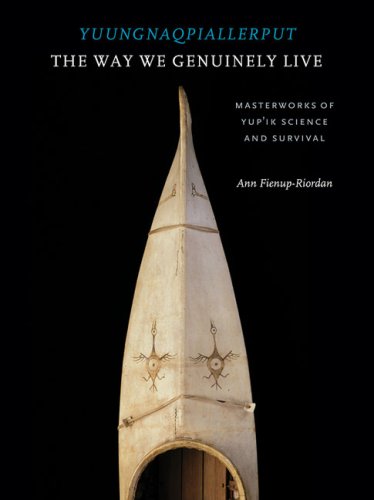 YUUNGNAQPIALLERPUT
THE WAY WE GENUINELY LIVE
MASTERWORKS OF
YUP'IK SCIENCE
AND SURVIVAL
Ann Fienup-Riordan